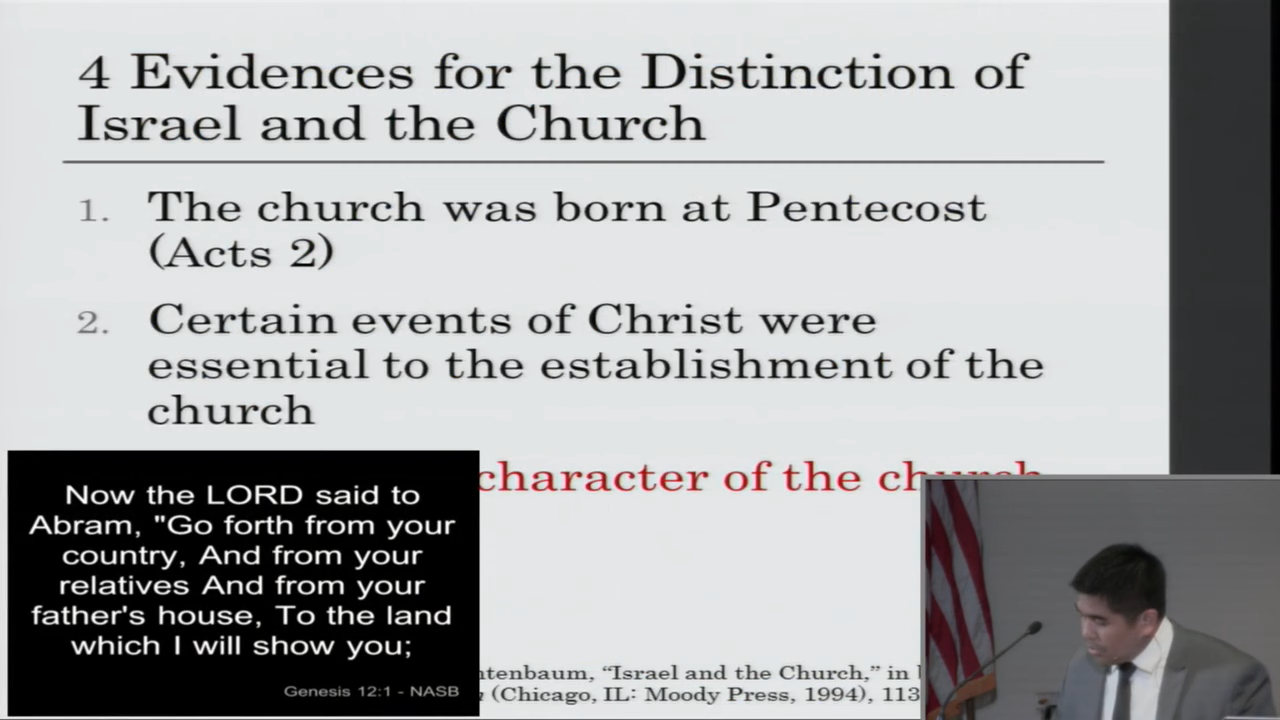 4 Evidences for the Distinction of
Israel and the Church
1. The church was born at Pentecost
(Acts 2)
2. Certain events of Christ were
essential to the establishment of the
church
character of the church
Now the LORD said to
Abram, "Go forth from your
country, And from your
relatives And from your
father's house, To the land
which I will show you;
Genesis 12:1 - NASB
ntenbaum, “Israel and the Church,” in
(Chicago, IL: Moody Press, 1994), 113